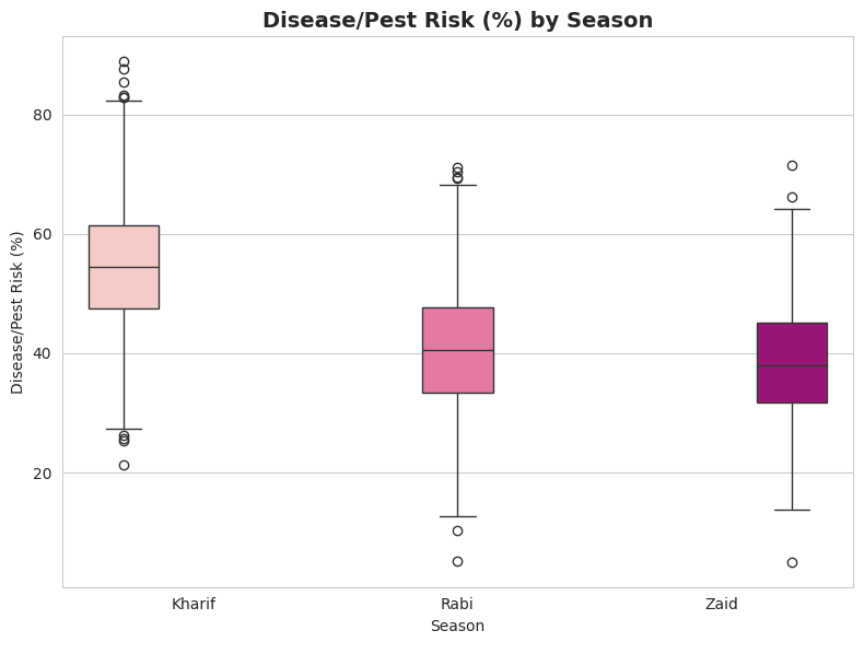 Disease/Pest Risk (%) by Season
Disease/Pest Risk (%)
80
60
40
20
Kharif Rabi Zaid
Season